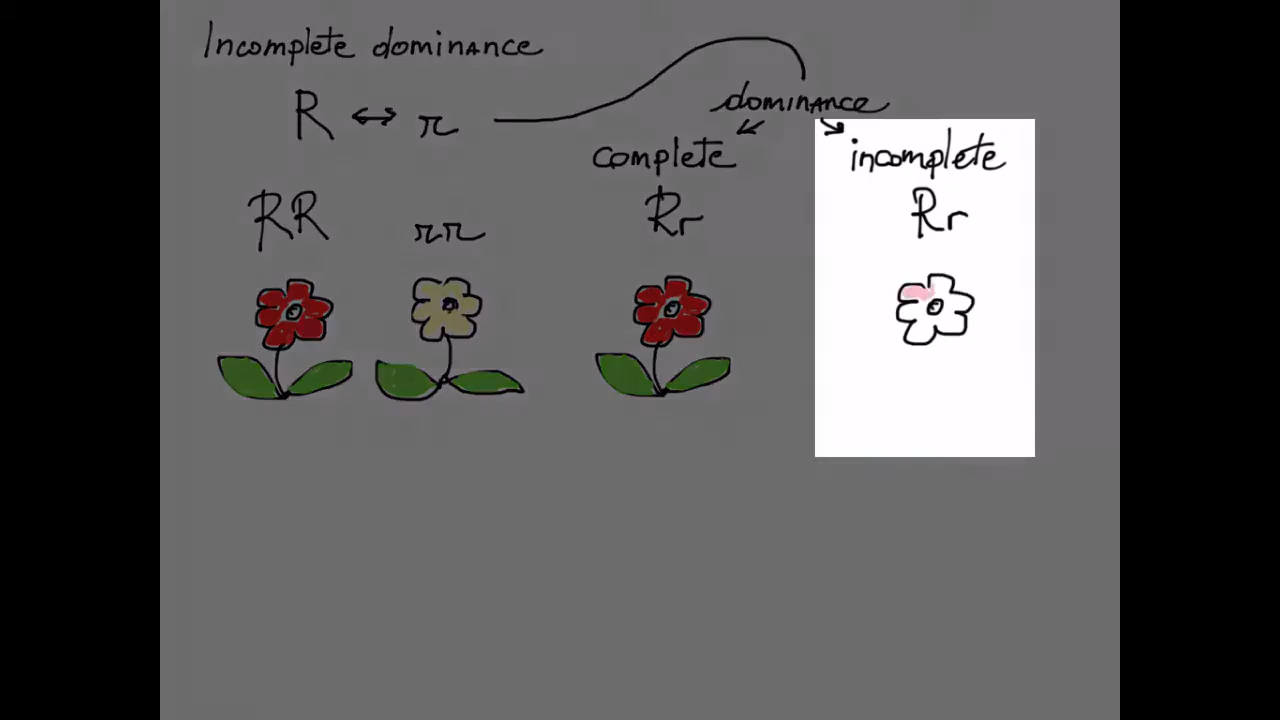 Incomplete dominance
R ↔ r
dominance
complete
incomplete
RR
rr
Rr
Rr